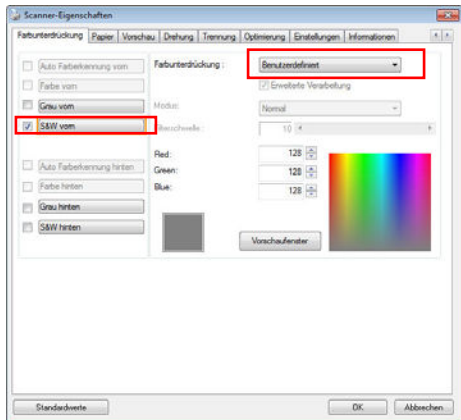 Scanner-Eigenschaften
Farbunterdrückung Papier Vorschau Drehung Trennung Optimierung Einstellungen Informationen
Auto Farberkennung vorn
Farbe vorn
Grau vorn
S&W vorn
Auto Farberkennung hinten
Farbe hinten
Grau hinten
S&W hinten
Farbunterdrückung : Benutzerdefiniert
Erweiterte Verarbeitung
Modus: Normal
Filterschwelle : 10
Red: 128
Green: 128
Blue: 128
Vorschaufenster
Standardwerte OK Abbrechen